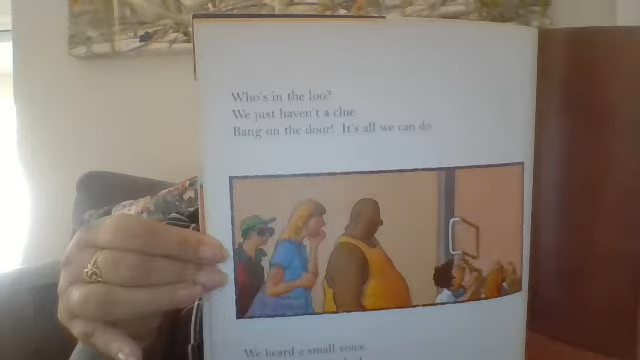 Who's in the loo?
We just haven't a clue.
Bang on the door! It's all we can do
We heard a small voice